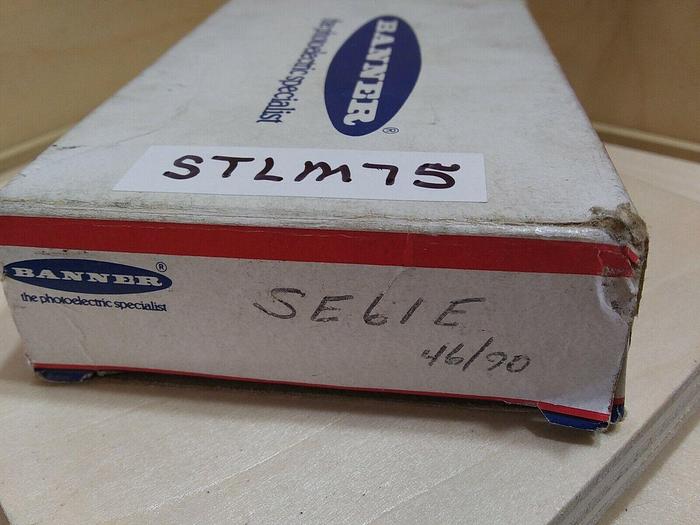 BANNER®
the photoelectric specialist
STLM75
BANNER®
the photoelectric specialist
SE61E
46/90